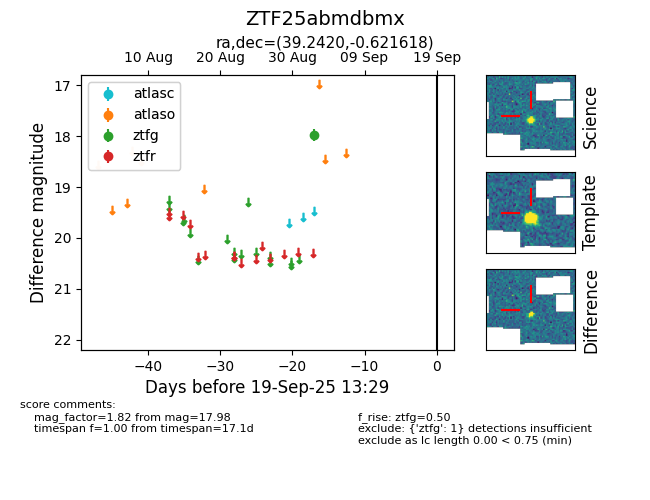 ZTF25abmdbmx
ra,dec=(39.2420,-0.621618)
10 Aug
20 Aug
30 Aug
09 Sep
19 Sep
17
18
19
20
21
22
Difference magnitude
atlasc
atlaso
ztfg
ztfr
−40
−30
−20
−10
0
Days before 19-Sep-25 13:29
Science
Template
Difference
score comments:
mag_factor=1.82 from mag=17.98
timespan f=1.00 from timespan=17.1d
f_rise: ztfg=0.50
exclude: {'ztfg': 1} detections insufficient
exclude as lc length 0.00 < 0.75 (min)